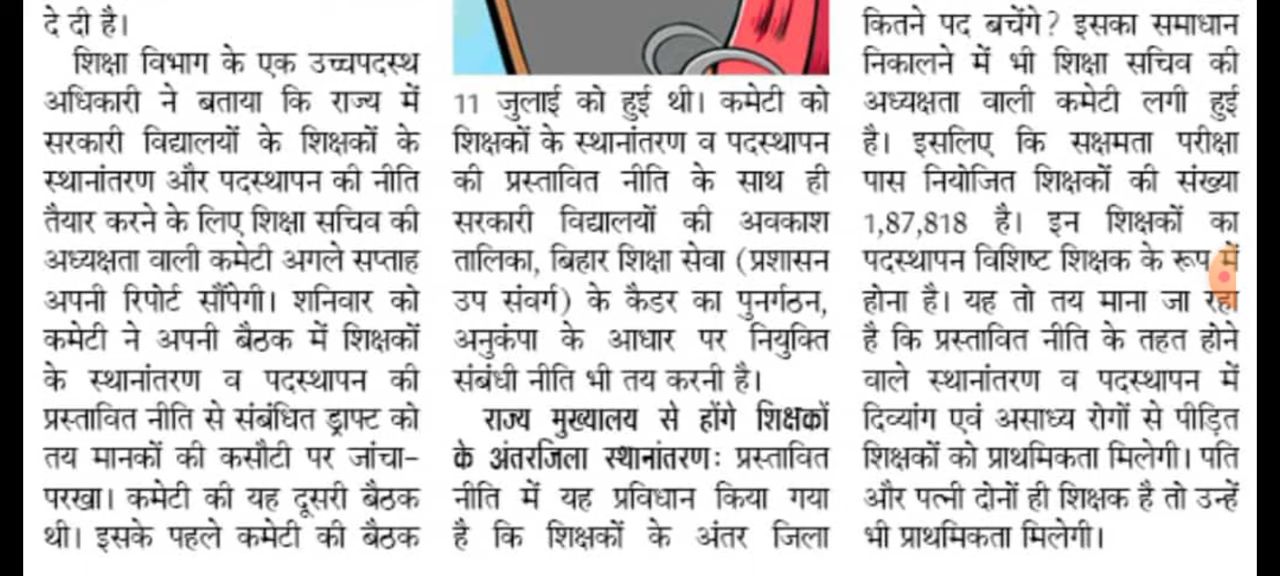 दे दी है।
शिक्षा विभाग के एक उच्चपदस्थ
अधिकारी ने बताया कि राज्य में
सरकारी विद्यालयों के शिक्षकों के
स्थानांतरण और पदस्थापन की नीति
तैयार करने के लिए शिक्षा सचिव की
अध्यक्षता वाली कमेटी अगले सप्ताह
अपनी रिपोर्ट सौंपेगी। शनिवार को
कमेटी ने अपनी बैठक में शिक्षकों
के स्थानांतरण व पदस्थापन की
प्रस्तावित नीति से संबंधित ड्राफ्ट को
तय मानकों की कसौटी पर जांचा-
परखा। कमेटी की यह दूसरी बैठक
थी। इसके पहले कमेटी की बैठक
11 जुलाई को हुई थी। कमेटी को
शिक्षकों के स्थानांतरण व पदस्थापन
की प्रस्तावित नीति के साथ ही
सरकारी विद्यालयों की अवकाश
तालिका, बिहार शिक्षा सेवा (प्रशासन
उप संवर्ग) के कैडर का पुनर्गठन,
अनुकंपा के आधार पर नियुक्ति
संबंधी नीति भी तय करनी है।
राज्य मुख्यालय से होंगे शिक्षकों
के अंतरजिला स्थानांतरणः प्रस्तावित
नीति में यह प्रविधान किया गया
है कि शिक्षकों के अंतर जिला
कितने पद बचेंगे? इसका समाधान
निकालने में भी शिक्षा सचिव की
अध्यक्षता वाली कमेटी लगी हुई
है। इसलिए कि सक्षमता परीक्षा
पास नियोजित शिक्षकों की संख्या
1,87,818 है। इन शिक्षकों का
पदस्थापन विशिष्ट शिक्षक के रूप में
होना है। यह तो तय माना जा रहा
है कि प्रस्तावित नीति के तहत होने
वाले स्थानांतरण व पदस्थापन में
दिव्यांग एवं असाध्य रोगों से पीड़ित
शिक्षकों को प्राथमिकता मिलेगी। पति
और पत्नी दोनों ही शिक्षक है तो उन्हें
भी प्राथमिकता मिलेगी।